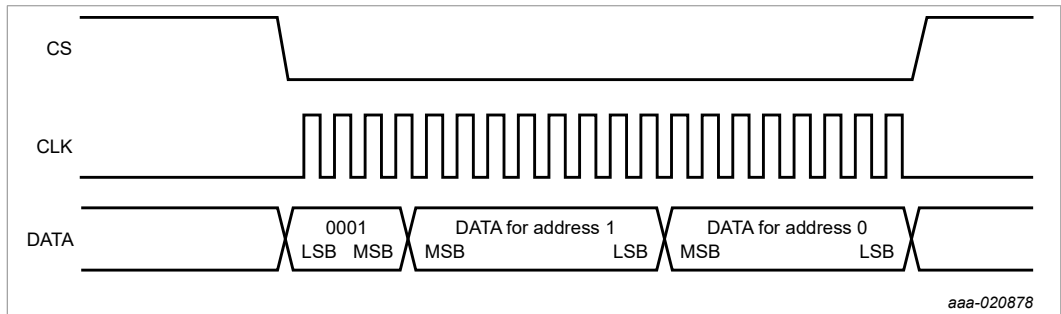 CS
CLK
DATA
0001
LSB MSB
DATA for address 1
MSB LSB
DATA for address 0
MSB LSB
aaa-020878